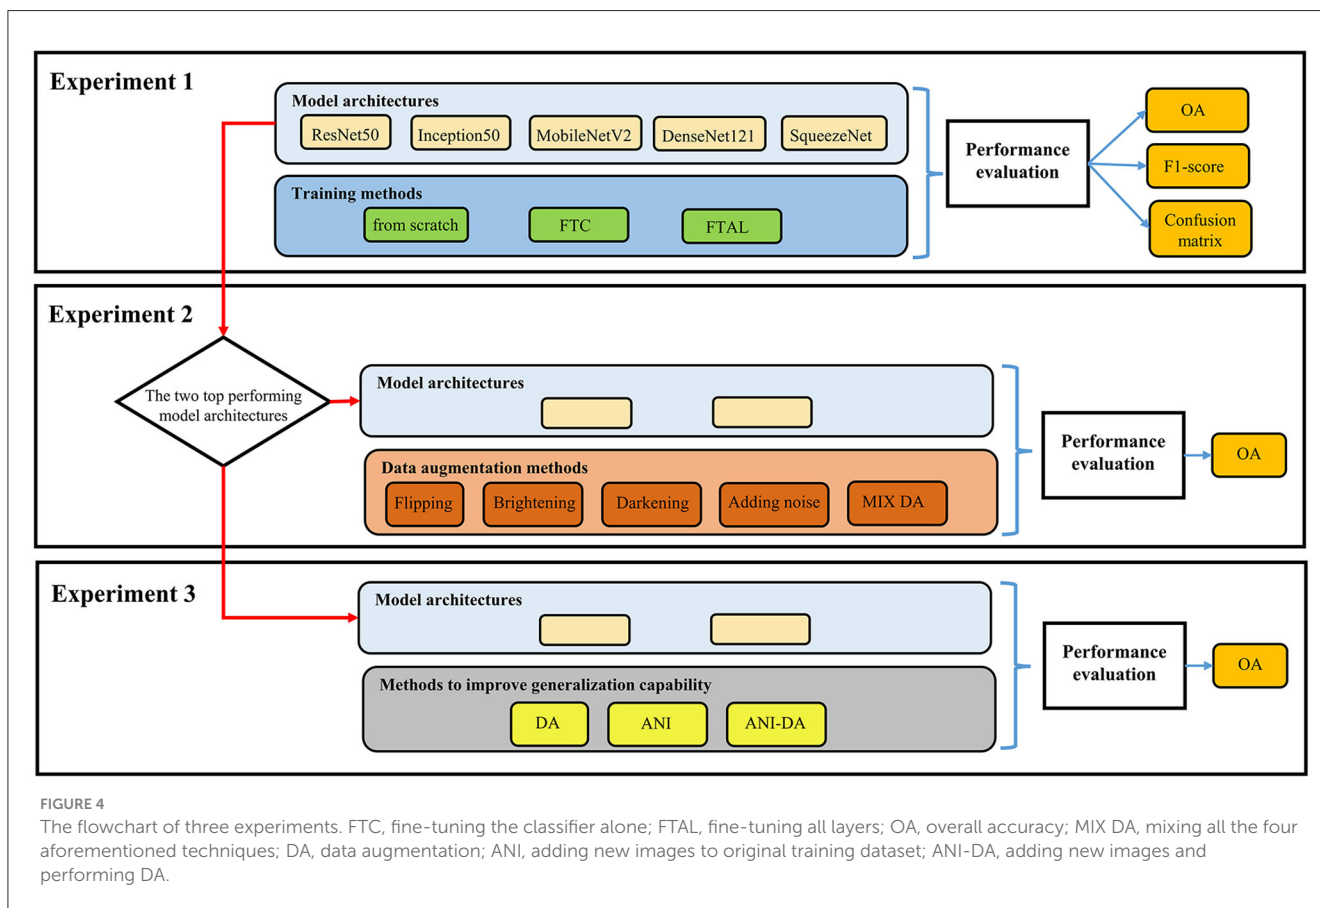 Experiment 1
Model architectures
ResNet50
Inception50
MobileNetV2
DenseNet121
SqueezeNet
Training methods
from scratch
FTC
FTAL
Performance
evaluation
OA
F1-score
Confusion
matrix
Experiment 2
The two top performing
model architectures
Model architectures
Data augmentation methods
Flipping
Brightening
Darkening
Adding noise
MIX DA
Performance
evaluation
OA
Experiment 3
Model architectures
Methods to improve generalization capability
DA
ANI
ANI-DA
Performance
evaluation
OA
FIGURE 4
The flowchart of three experiments. FTC, fine-tuning the classifier alone; FTAL, fine-tuning all layers; OA, overall accuracy; MIX DA, mixing all the four
aforementioned techniques; DA, data augmentation; ANI, adding new images to original training dataset; ANI-DA, adding new images and
performing DA.